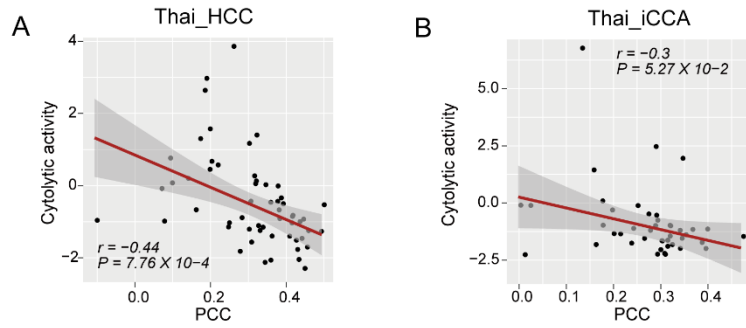 A
Thai_HCC
4
2
0
−2
Cytolytic activity
r = −0.44
P = 7.76 X 10−4
0.0
0.2
0.4
PCC
B
Thai_iCCA
5.0
2.5
0.0
−2.5
Cytolytic activity
r = −0.3
P = 5.27 X 10−2
0.0
0.1
0.2
0.3
0.4
PCC